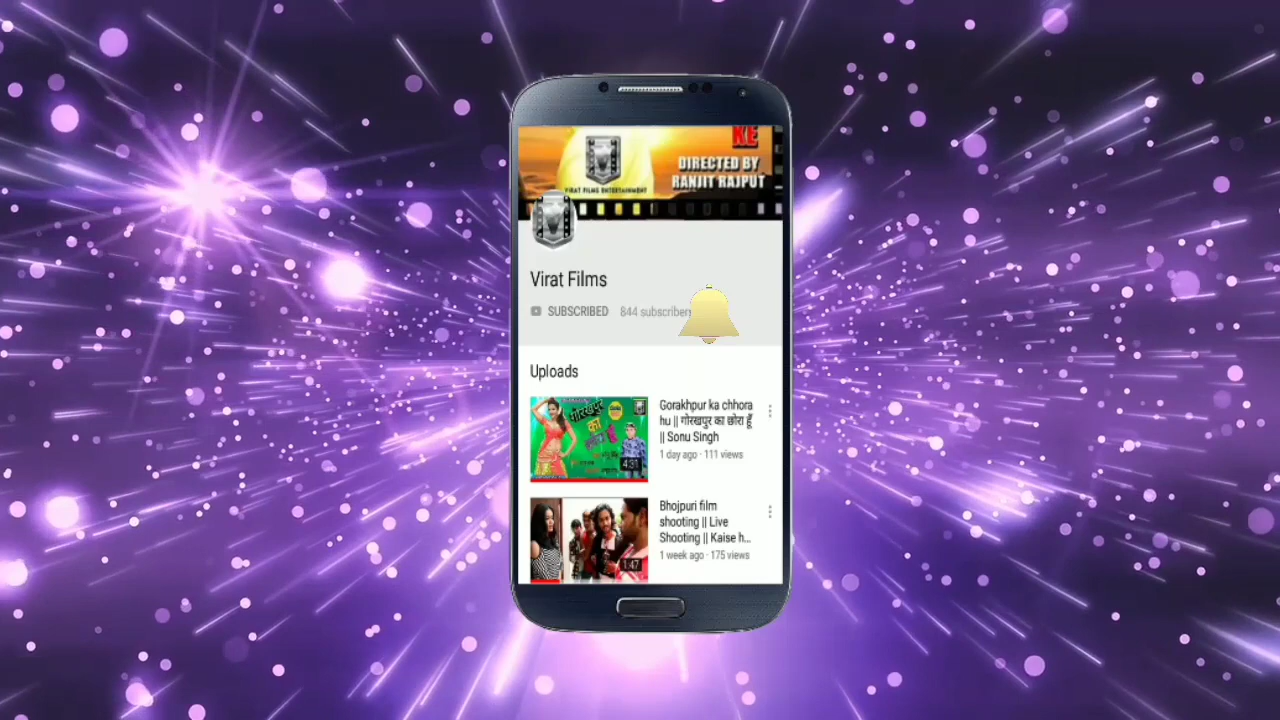 KE
DIRECTED BY
RANJIT RAJPUT
VIRAT FILMS ENTERTAINMENT
Virat Films
SUBSCRIBED 844 subscribers
Uploads
गोरखपुर
का
4:31
Gorakhpur ka chhora
hu || गोरखपुर का छोरा हूँ
|| Sonu Singh
1 day ago · 111 views
1:47
Bhojpuri film
shooting || Live
Shooting || Kaise h...
1 week ago · 175 views